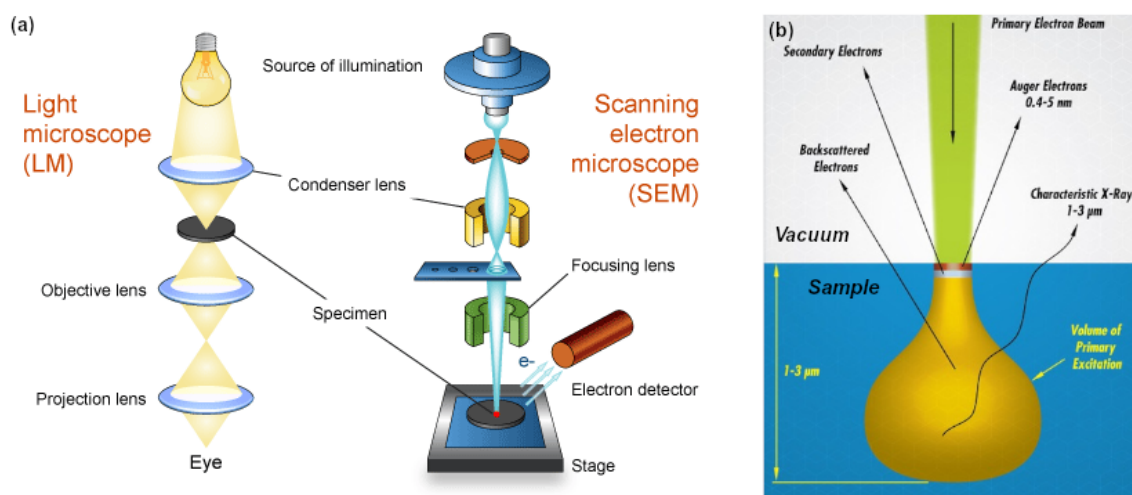 (a)
Light
microscope
(LM)
Source of illumination
Scanning
electron
microscope
(SEM)
Condenser lens
Focusing lens
Objective lens
Specimen
e-
Electron detector
Projection lens
Eye
Stage
(b)
Primary Electron Beam
Secondary Electrons
Auger Electrons
0.4-5 nm
Backscattered
Electrons
Characteristic X-Ray
1-3 μm
Vacuum
Sample
Volume of
Primary
Excitation
1-3 μm